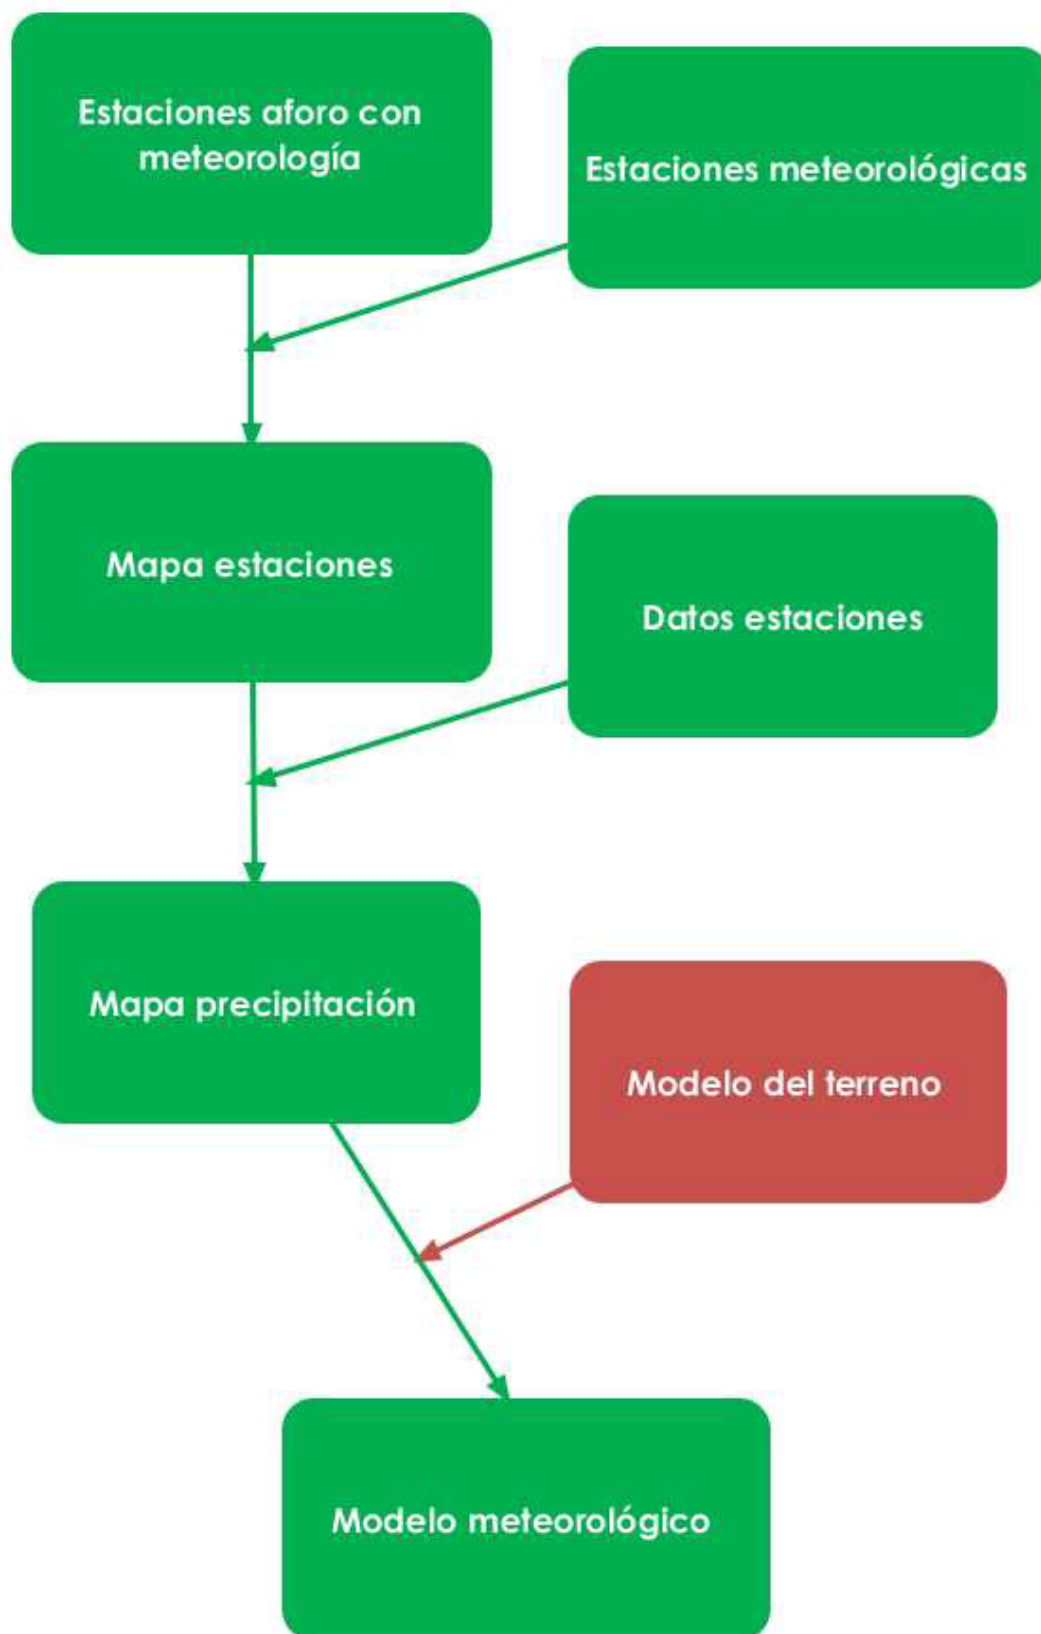 Estaciones aforo con
meteorología
Estaciones meteorológicas
Mapa estaciones
Datos estaciones
Mapa precipitación
Modelo del terreno
Modelo meteorológico